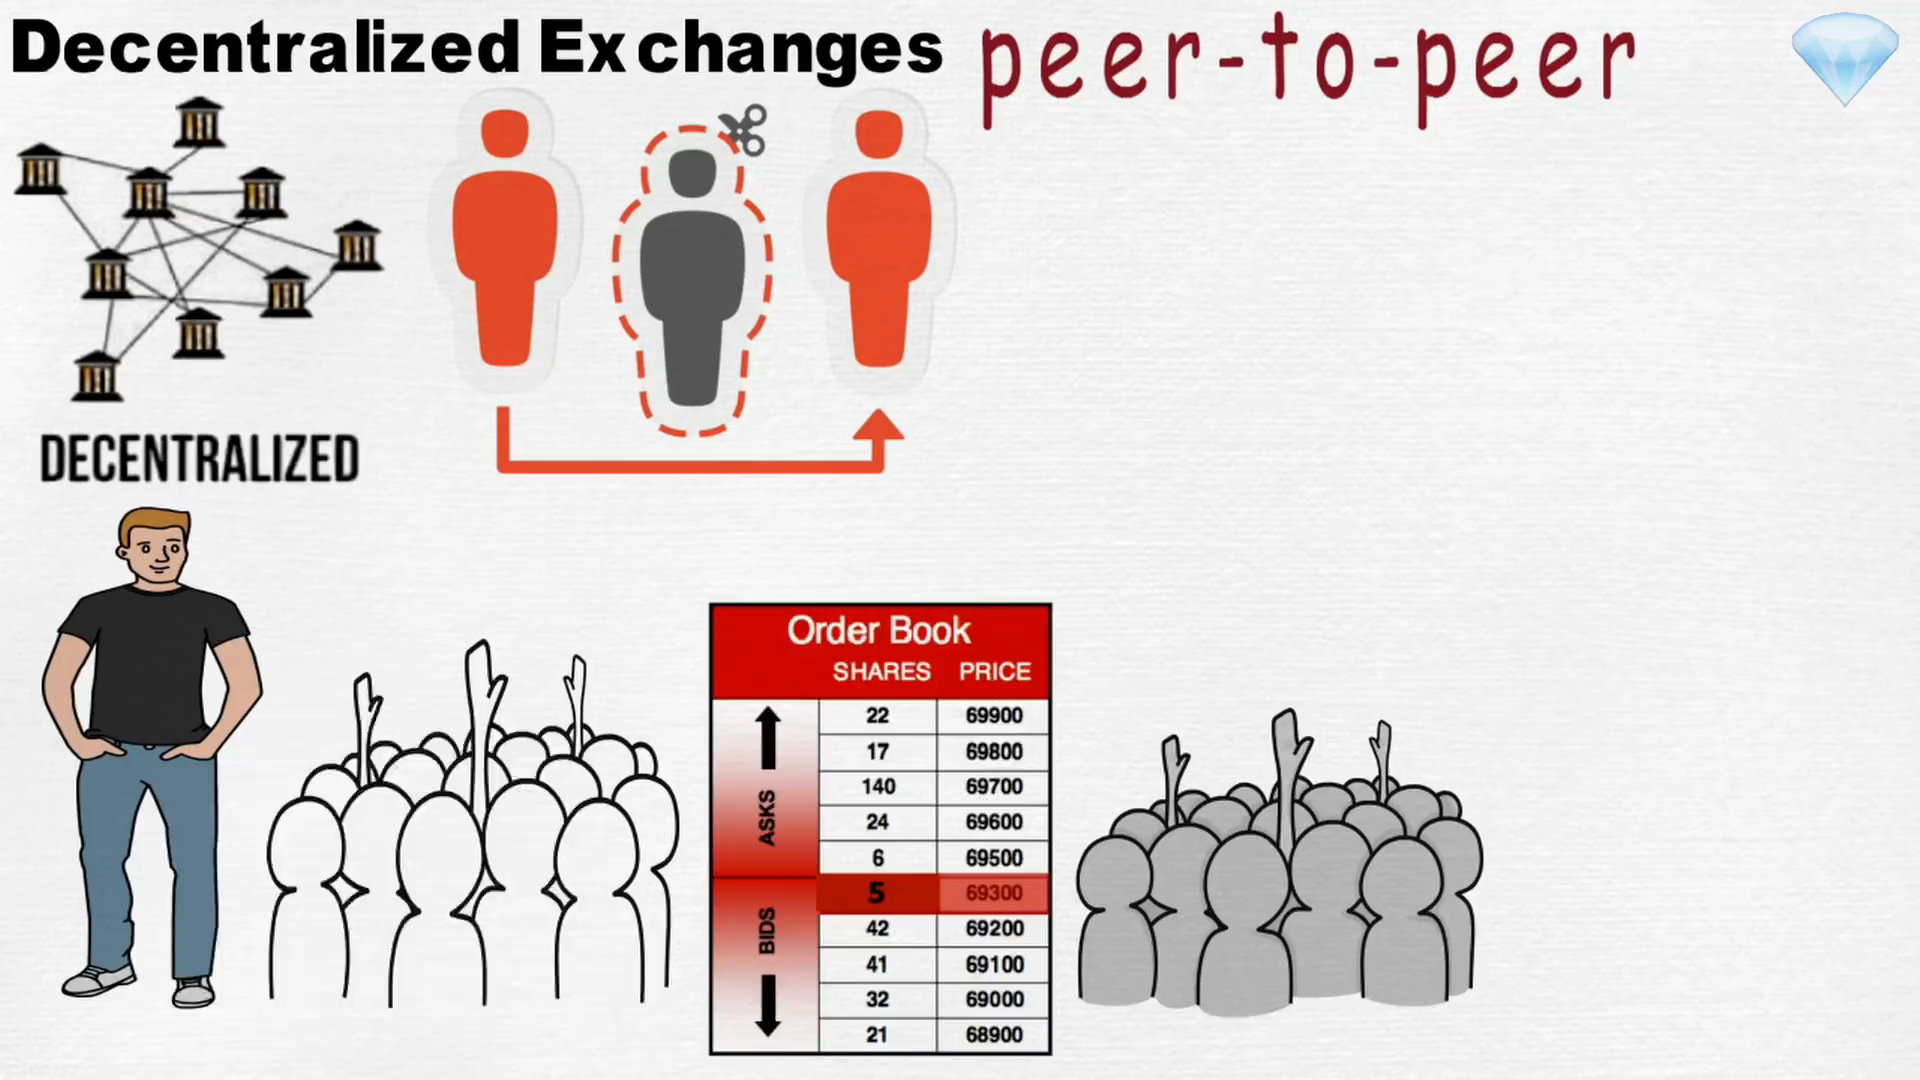 Decentralized Exchanges
peer-to-peer
DECENTRALIZED
Order Book
SHARES PRICE
ASKS
BIDS
22 69900
17 69800
140 69700
24 69600
6 69500
5 69300
42 69200
41 69100
32 69000
21 68900